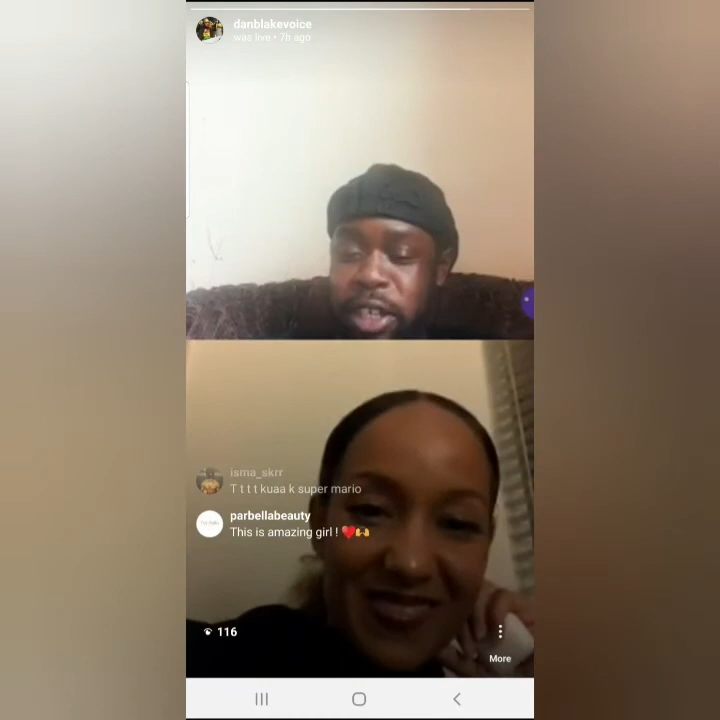 danblakevoice
was live • 7h ago
isma_skrr
T t t t kuaa k super mario
parbellabeauty
This is amazing girl ! ❤️🙌
116
More